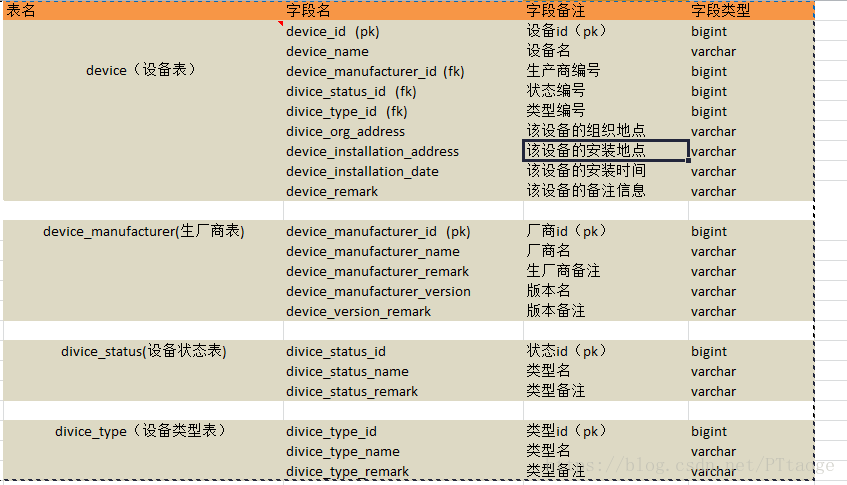 表名 字段名 字段备注 字段类型
device_id (pk) 设备id（pk） bigint
device_name 设备名 varchar
device（设备表） device_manufacturer_id (fk) 生产商编号 bigint
divice_status_id (fk) 状态编号 bigint
divice_type_id (fk) 类型编号 bigint
divice_org_address 该设备的组织地点 varchar
device_installation_address 该设备的安装地点 varchar
device_installation_date 该设备的安装时间 varchar
device_remark 该设备的备注信息 varchar
device_manufacturer(生厂商表) device_manufacturer_id (pk) 厂商id（pk） bigint
device_manufacturer_name 厂商名 varchar
device_manufacturer_remark 生厂商备注 varchar
device_manufacturer_version 版本名 varchar
device_version_remark 版本备注 varchar
divice_status(设备状态表) divice_status_id 状态id（pk） bigint
divice_status_name 类型名 varchar
divice_status_remark 类型备注 varchar
divice_type（设备类型表） divice_type_id 类型id（pk） bigint
divice_type_name 类型名 varchar
divice_type_remark 类型备注 varchar
https://blog.csdn.net/PTtaoge